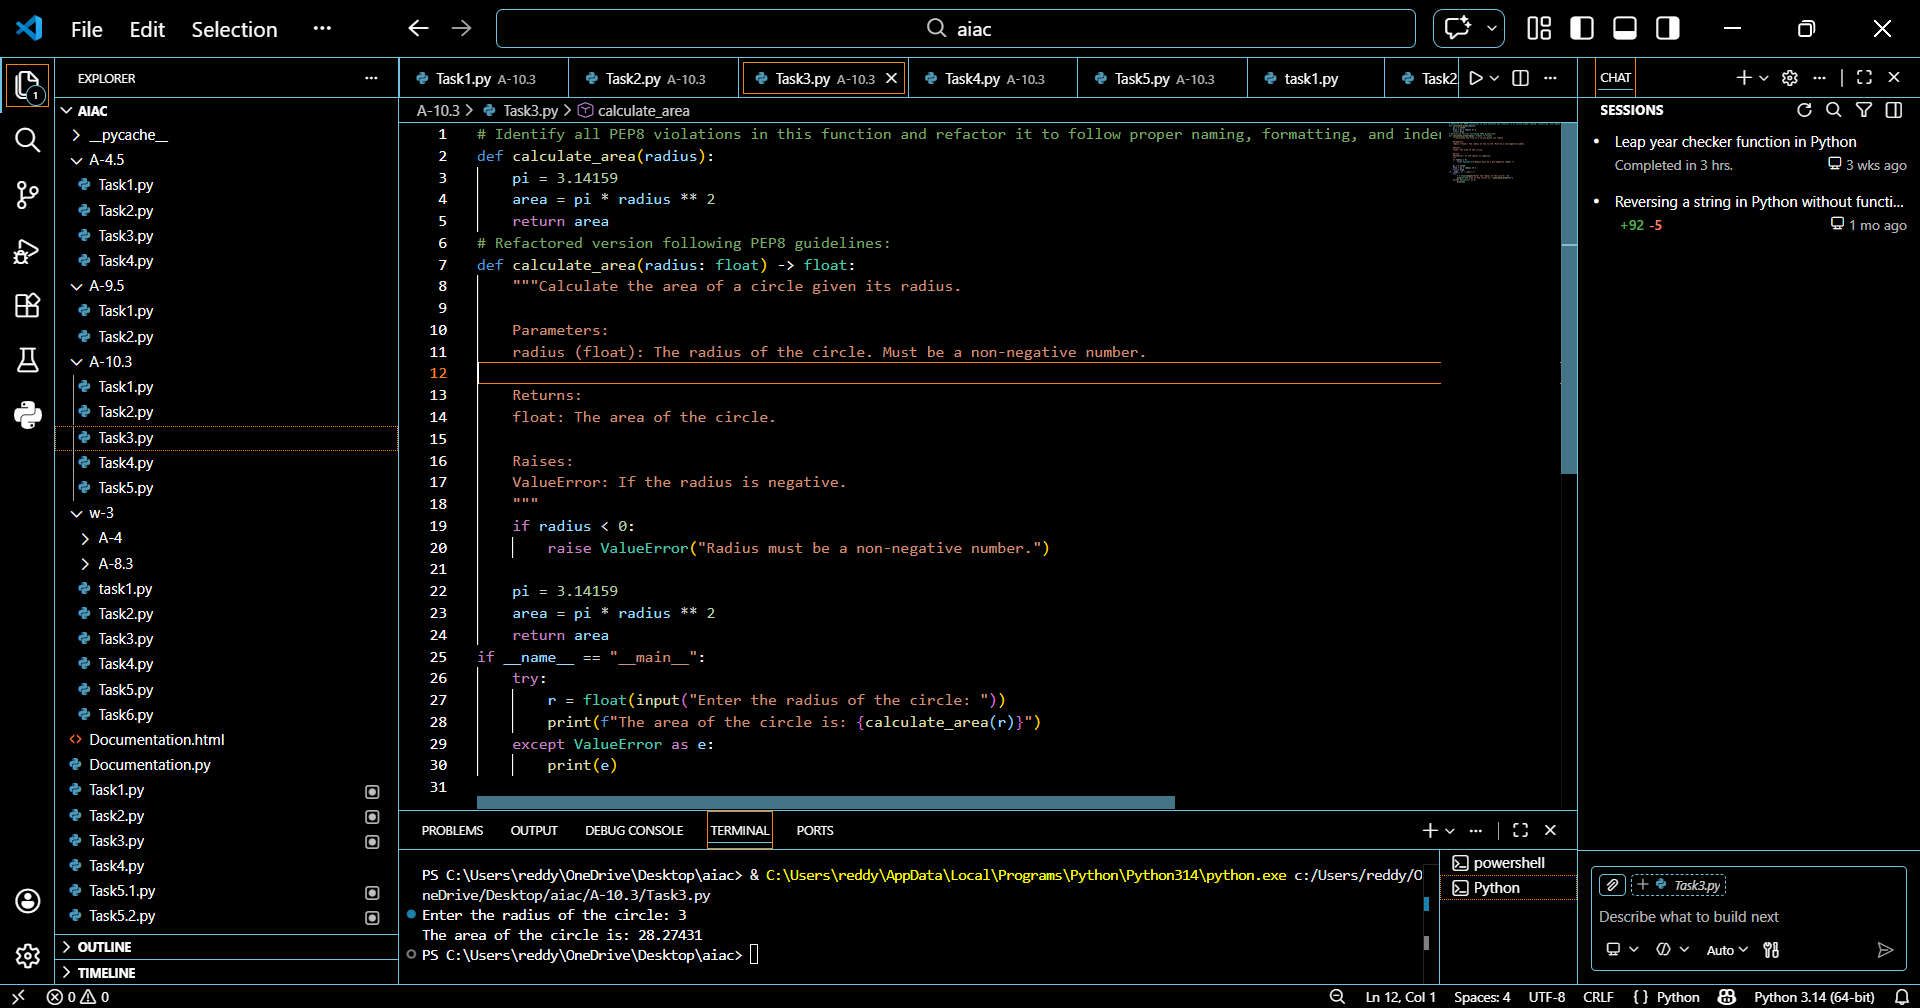 File Edit Selection ···
aiac
EXPLORER
AIAC
__pycache__
A-4.5
Task1.py
Task2.py
Task3.py
Task4.py
A-9.5
Task1.py
Task2.py
A-10.3
Task1.py
Task2.py
Task3.py
Task4.py
Task5.py
w-3
A-4
A-8.3
task1.py
Task2.py
Task3.py
Task4.py
Task5.py
Task6.py
Documentation.html
Documentation.py
Task1.py
Task2.py
Task3.py
Task4.py
Task5.1.py
Task5.2.py
OUTLINE
TIMELINE
Task1.py A-10.3 Task2.py A-10.3 Task3.py A-10.3 Task4.py A-10.3 Task5.py A-10.3 task1.py Task2
A-10.3 > Task3.py > calculate_area
1 # Identify all PEP8 violations in this function and refactor it to follow proper naming, formatting, and inde
2 def calculate_area(radius):
3 pi = 3.14159
4 area = pi * radius ** 2
5 return area
6 # Refactored version following PEP8 guidelines:
7 def calculate_area(radius: float) -> float:
8 """Calculate the area of a circle given its radius.
9
10 Parameters:
11 radius (float): The radius of the circle. Must be a non-negative number.
12
13 Returns:
14 float: The area of the circle.
15
16 Raises:
17 ValueError: If the radius is negative.
18 """
19 if radius < 0:
20 raise ValueError("Radius must be a non-negative number.")
21
22 pi = 3.14159
23 area = pi * radius ** 2
24 return area
25 if __name__ == "__main__":
26 try:
27 r = float(input("Enter the radius of the circle: "))
28 print(f"The area of the circle is: {calculate_area(r)}")
29 except ValueError as e:
30 print(e)
31
PROBLEMS OUTPUT DEBUG CONSOLE TERMINAL PORTS
PS C:\Users\reddy\OneDrive\Desktop\aiac> & C:\Users\reddy\AppData\Local\Programs\Python\Python314\python.exe c:/Users/reddy/O
neDrive/Desktop/aiac/A-10.3/Task3.py
Enter the radius of the circle: 3
The area of the circle is: 28.27431
PS C:\Users\reddy\OneDrive\Desktop\aiac>
powershell
Python
CHAT
SESSIONS
Leap year checker function in Python
Completed in 3 hrs. 3 wks ago
Reversing a string in Python without functi...
+92 -5 1 mo ago
Task3.py
Describe what to build next
Auto
1
0 0
Ln 12, Col 1 Spaces: 4 UTF-8 CRLF { } Python Python 3.14 (64-bit)